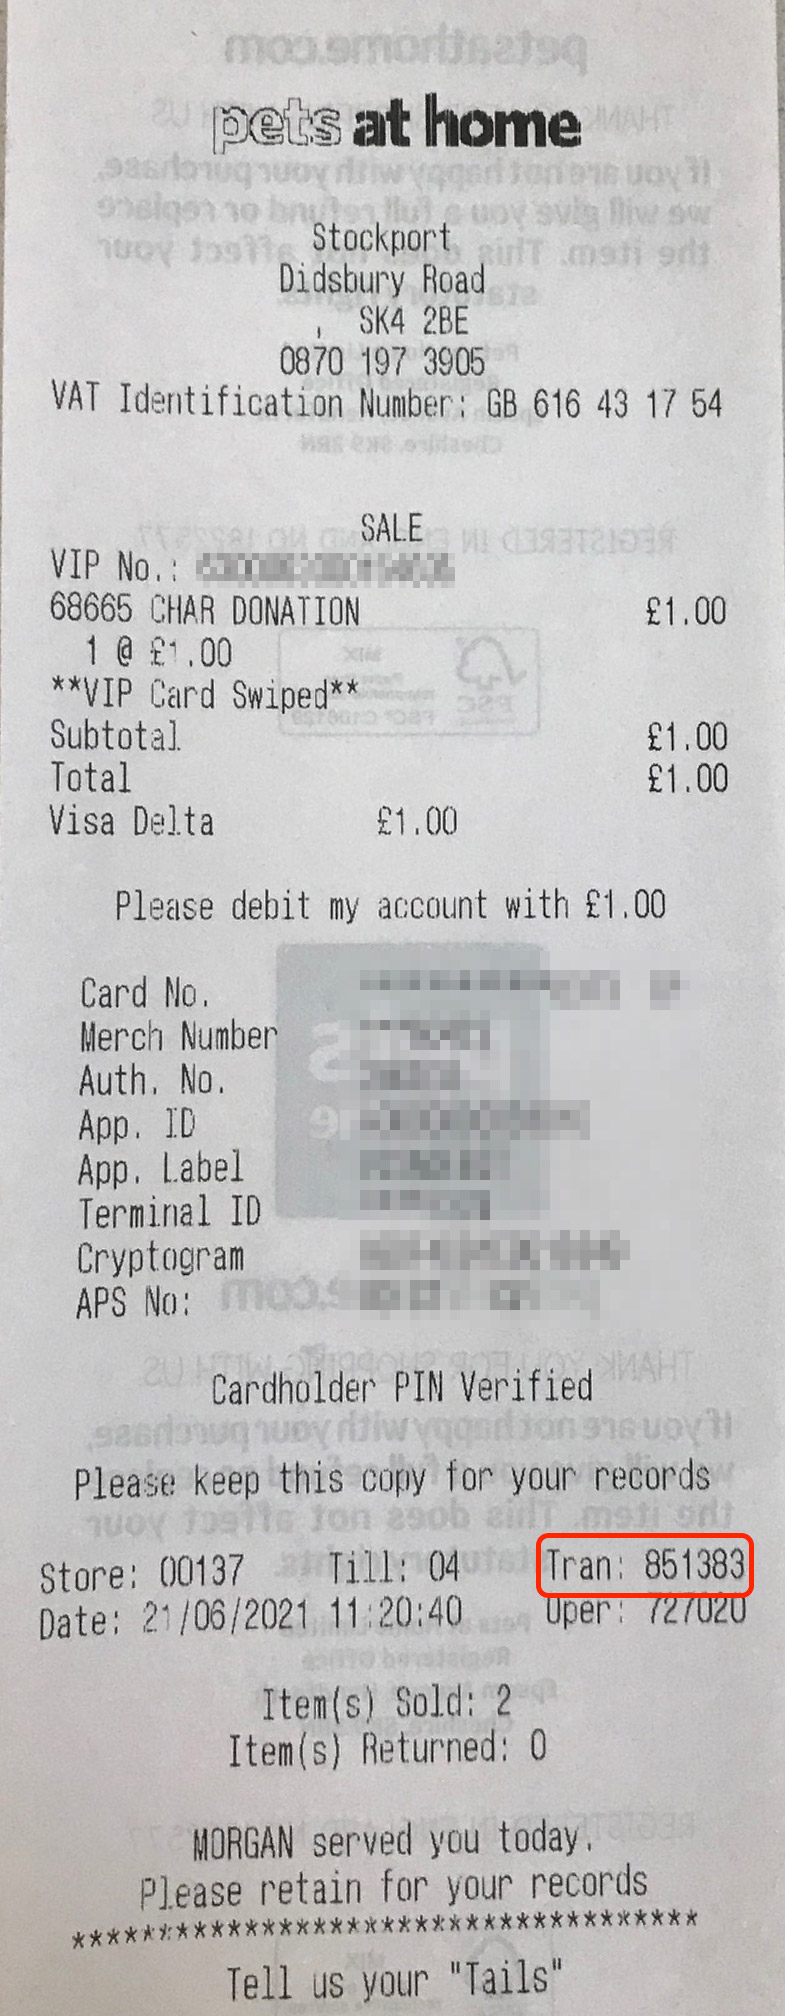 pets at home
Stockport
Didsbury Road
, SK4 2BE
0870 197 3905
VAT Identification Number: GB 616 43 17 54
SALE
VIP No.:
68665 CHAR DONATION £1.00
1 @ £1.00
**VIP Card Swiped**
Subtotal £1.00
Total £1.00
Visa Delta £1.00
Please debit my account with £1.00
Card No.
Merch Number
Auth. No.
App. ID
App. Label
Terminal ID
Cryptogram
APS No:
Cardholder PIN Verified
Please keep this copy for your records
Store: 00137 Till: 04 Tran: 851383
Date: 21/06/2021 11:20:40 Oper: 727020
Item(s) Sold: 2
Item(s) Returned: 0
MORGAN served you today.
Please retain for your records
************************************
Tell us your "Tails"